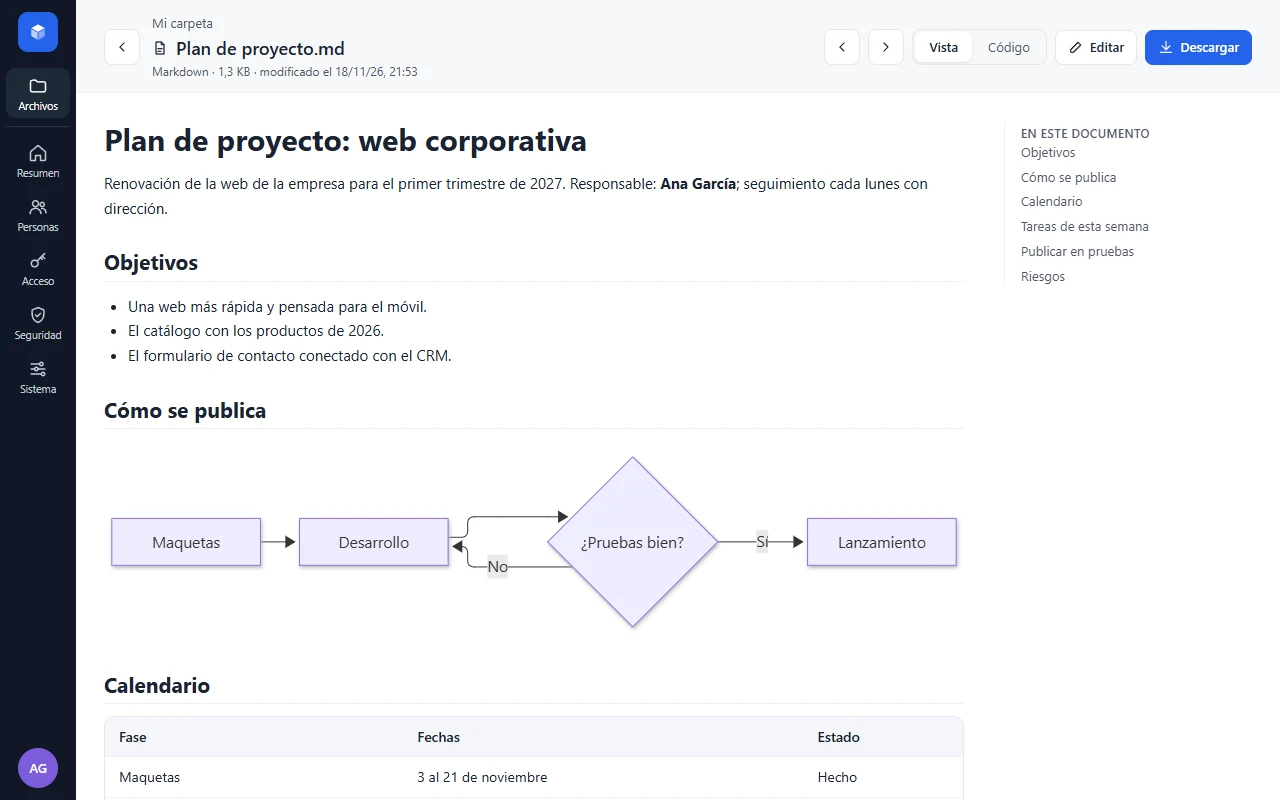 Archivos
Resumen
Personas
Acceso
Seguridad
Sistema
AG
Mi carpeta
Plan de proyecto.md
Markdown · 1,3 KB · modificado el 18/11/26, 21:53
Vista
Código
Editar
Descargar
Plan de proyecto: web corporativa
Renovación de la web de la empresa para el primer trimestre de 2027. Responsable: Ana García; seguimiento cada lunes con
dirección.
Objetivos
Una web más rápida y pensada para el móvil.
El catálogo con los productos de 2026.
El formulario de contacto conectado con el CRM.
Cómo se publica
Maquetas
Desarrollo
No
¿Pruebas bien?
Sí
Lanzamiento
Calendario
Fase Fechas Estado
Maquetas 3 al 21 de noviembre Hecho
EN ESTE DOCUMENTO
Objetivos
Cómo se publica
Calendario
Tareas de esta semana
Publicar en pruebas
Riesgos